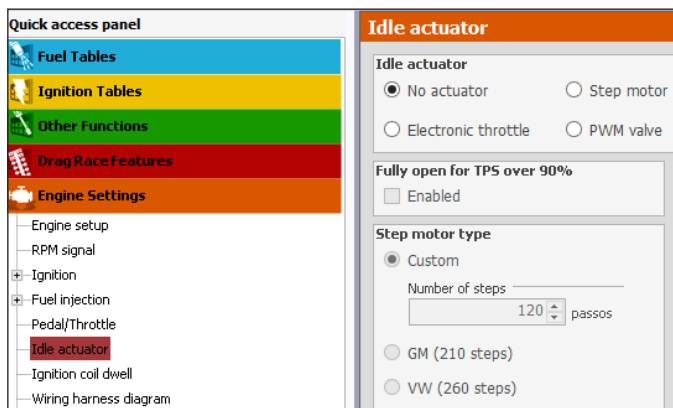 Quick access panel
Fuel Tables
Ignition Tables
Other Functions
Drag Race Features
Engine Settings
Engine setup
RPM signal
Ignition
Fuel injection
Pedal/Throttle
Idle actuator
Ignition coil dwell
Wiring harness diagram
Idle actuator
Idle actuator
No actuator Step motor
Electronic throttle PWM valve
Fully open for TPS over 90%
Enabled
Step motor type
Custom
Number of steps
120 passos
GM (210 steps)
VW (260 steps)